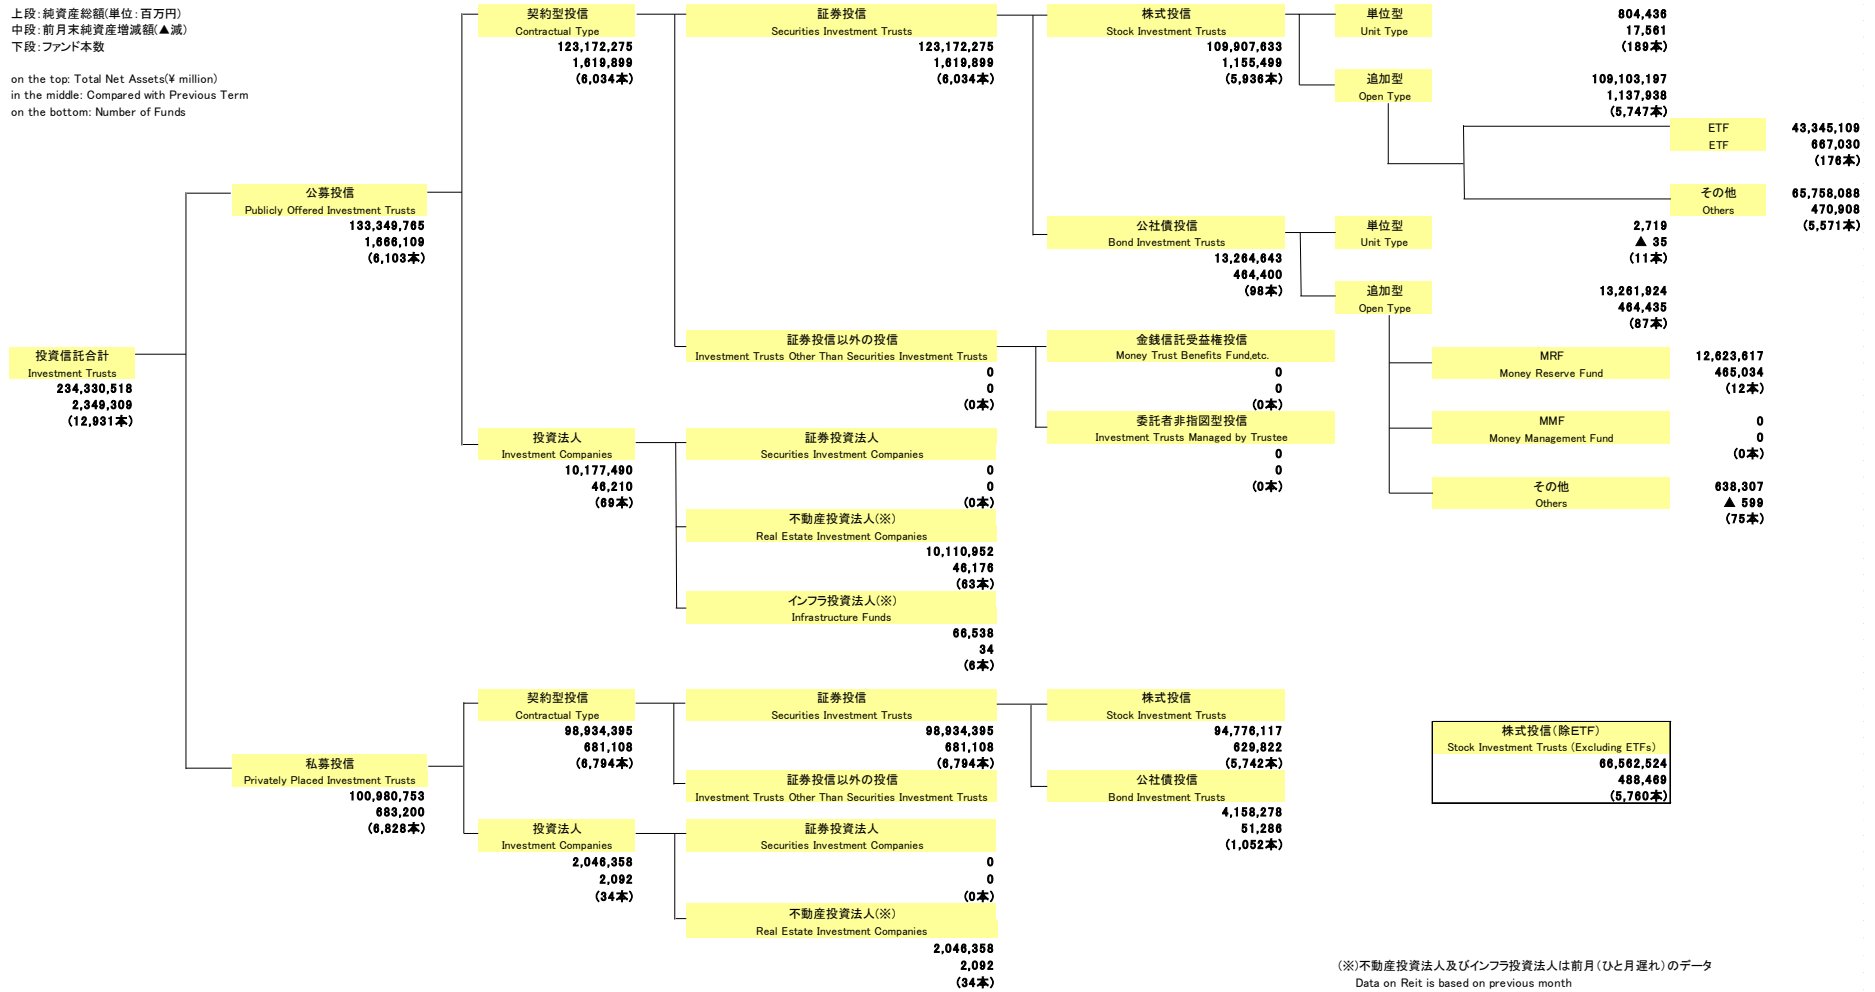 上段：純資産総額(単位：百万円)
中段：前月末純資産増減額(▲減)
下段：ファンド本数
on the top: Total Net Assets(¥ million)
in the middle: Compared with Previous Term
on the bottom: Number of Funds
投資信託合計
Investment Trusts
234,330,518
2,349,309
(12,931本)
公募投信
Publicly Offered Investment Trusts
133,349,765
1,666,109
(6,103本)
契約型投信
Contractual Type
123,172,275
1,619,899
(6,034本)
証券投信
Securities Investment Trusts
123,172,275
1,619,899
(6,034本)
株式投信
Stock Investment Trusts
109,907,633
1,155,499
(5,936本)
単位型
Unit Type
804,436
17,561
(189本)
追加型
Open Type
109,103,197
1,137,938
(5,747本)
ETF
ETF
43,345,109
667,030
(176本)
その他
Others
65,758,088
470,908
(5,571本)
公社債投信
Bond Investment Trusts
13,264,643
464,400
(98本)
単位型
Unit Type
2,719
▲ 35
(11本)
追加型
Open Type
13,261,924
464,435
(87本)
MRF
Money Reserve Fund
12,623,617
465,034
(12本)
MMF
Money Management Fund
0
0
(0本)
その他
Others
638,307
▲ 599
(75本)
証券投信以外の投信
Investment Trusts Other Than Securities Investment Trusts
0
0
(0本)
金銭信託受益権投信
Money Trust Benefits Fund,etc.
0
0
(0本)
委託者非指図型投信
Investment Trusts Managed by Trustee
0
0
(0本)
投資法人
Investment Companies
10,177,490
46,210
(69本)
証券投資法人
Securities Investment Companies
0
0
(0本)
不動産投資法人(※)
Real Estate Investment Companies
10,110,952
46,176
(63本)
インフラ投資法人(※)
Infrastructure Funds
66,538
34
(6本)
私募投信
Privately Placed Investment Trusts
100,980,753
683,200
(6,828本)
契約型投信
Contractual Type
98,934,395
681,108
(6,794本)
証券投信
Securities Investment Trusts
98,934,395
681,108
(6,794本)
株式投信
Stock Investment Trusts
94,776,117
629,822
(5,742本)
公社債投信
Bond Investment Trusts
4,158,278
51,286
(1,052本)
証券投信以外の投信
Investment Trusts Other Than Securities Investment Trusts
投資法人
Investment Companies
2,046,358
2,092
(34本)
証券投資法人
Securities Investment Companies
0
0
(0本)
不動産投資法人(※)
Real Estate Investment Companies
2,046,358
2,092
(34本)
株式投信(除ETF)
Stock Investment Trusts (Excluding ETFs)
66,562,524
488,469
(5,760本)
(※)不動産投資法人及びインフラ投資法人は前月(ひと月遅れ)のデータ
Data on Reit is based on previous month